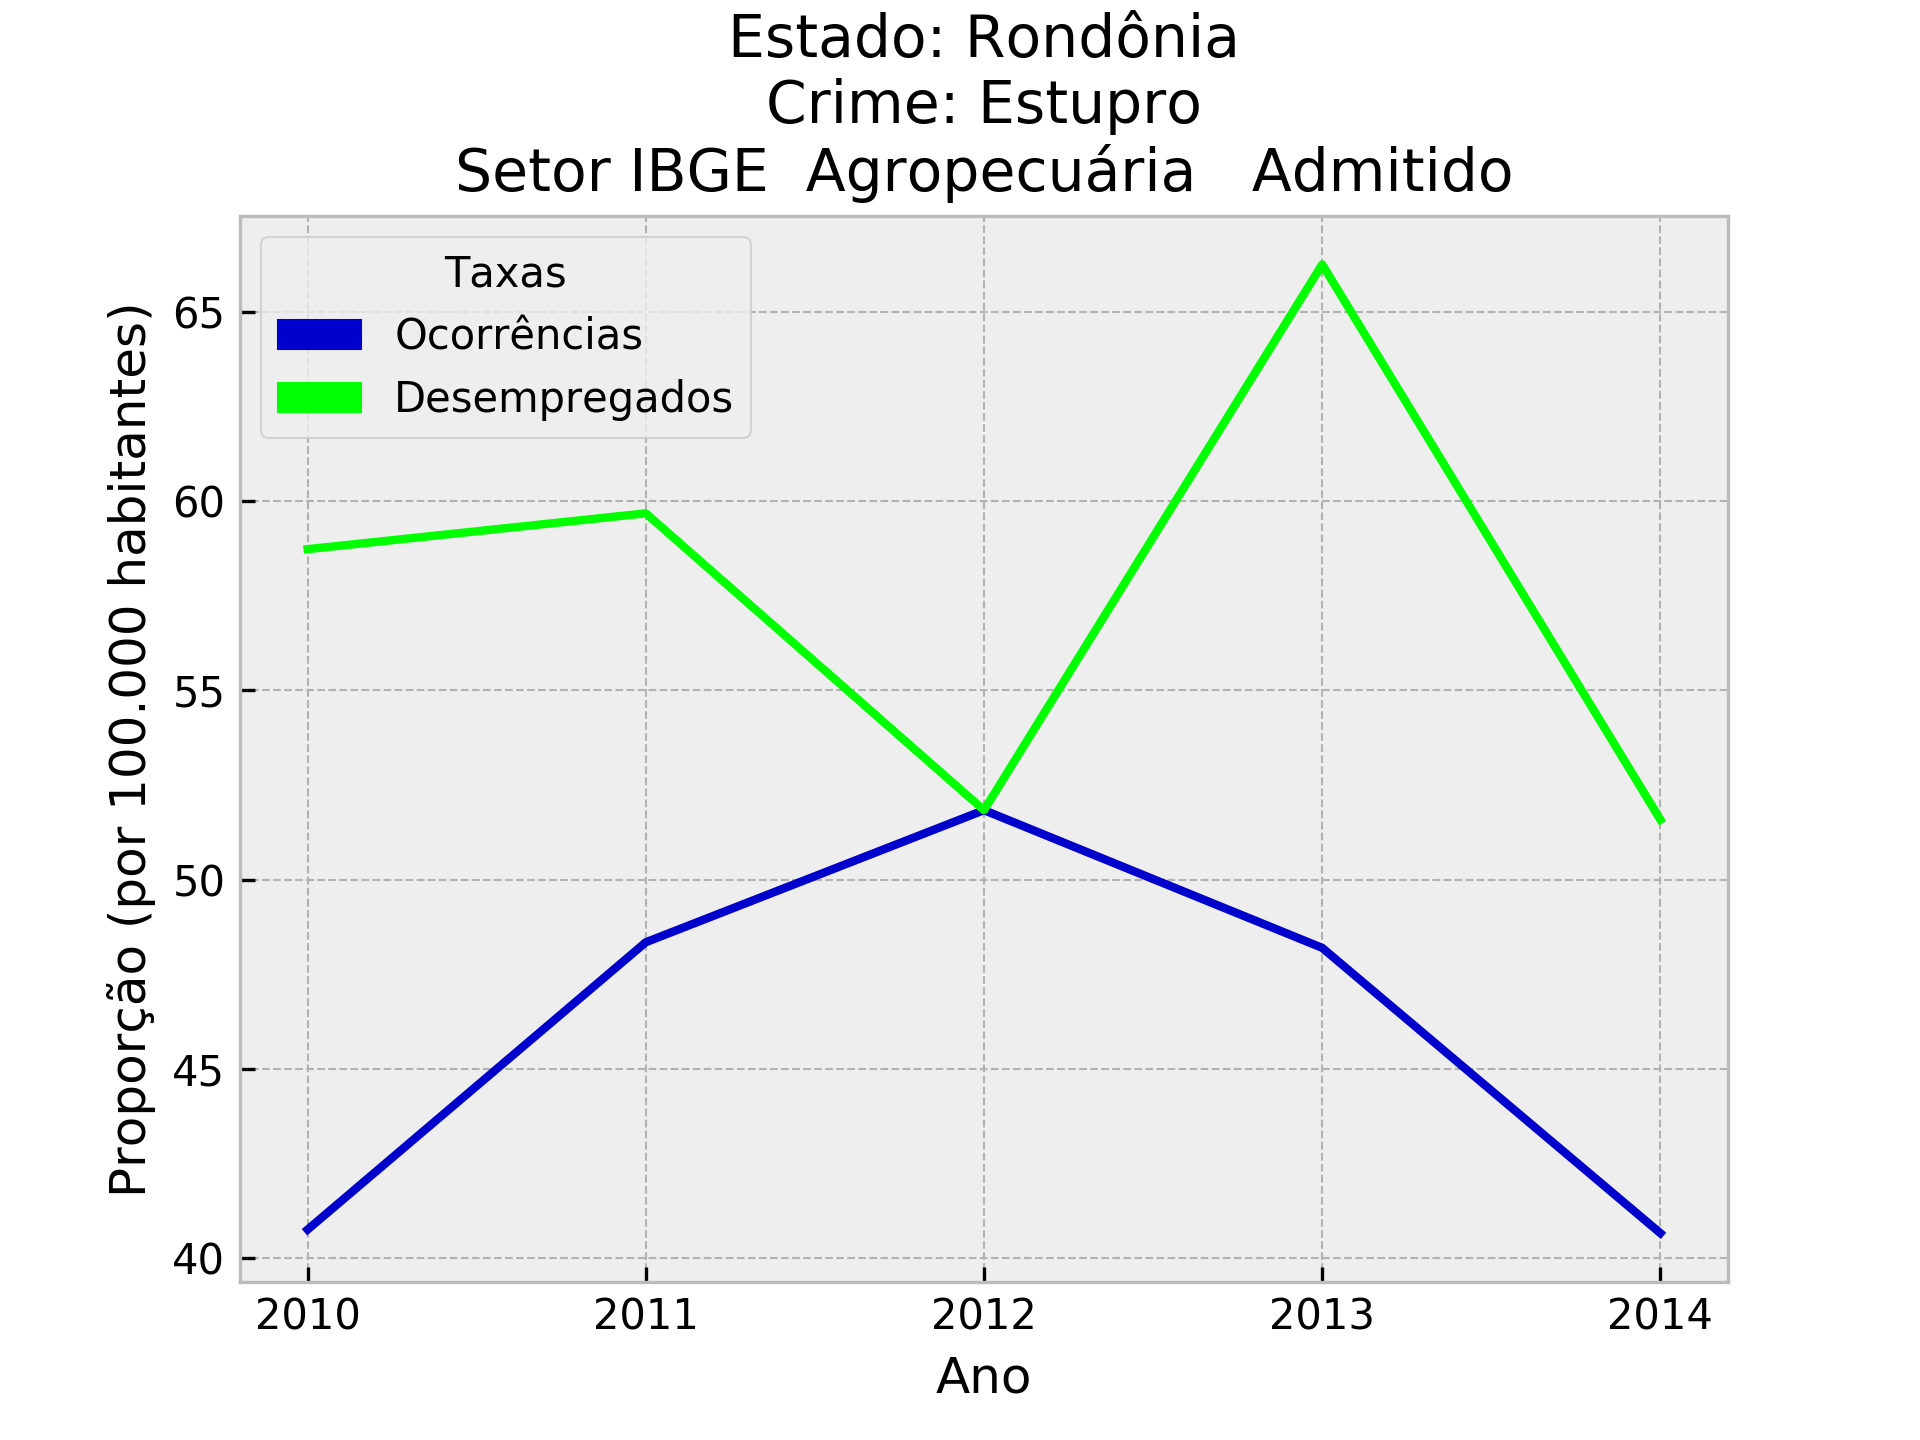 Estado: Rondônia
Crime: Estupro
Setor IBGE  Agropecuária   Admitido
Taxas
Ocorrências
Desempregados
Proporção (por 100.000 habitantes)
65
60
55
50
45
40
2010
2011
2012
2013
2014
Ano